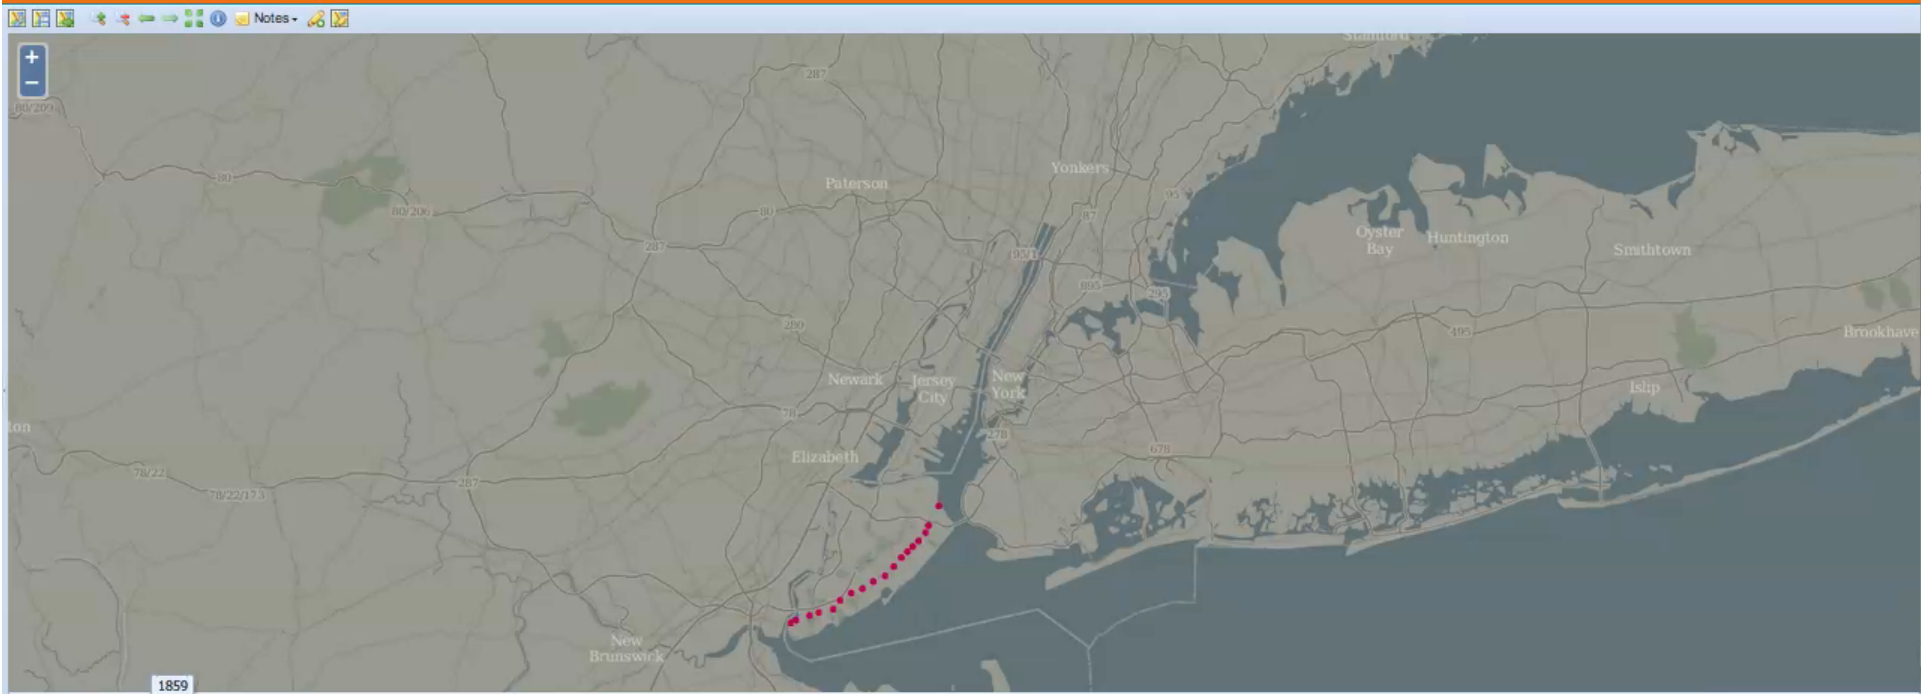 Notes
+
−
Stamford
80/209
287
80
80/206
Paterson
Yonkers
95
87
80
287
95/1
895
295
Oyster
Bay
Huntington
Smithtown
280
495
Brookhave
Newark
Jersey
City
New
York
Islip
78
278
678
ton
Elizabeth
78/22
78/22/173
287
New
Brunswick
1859